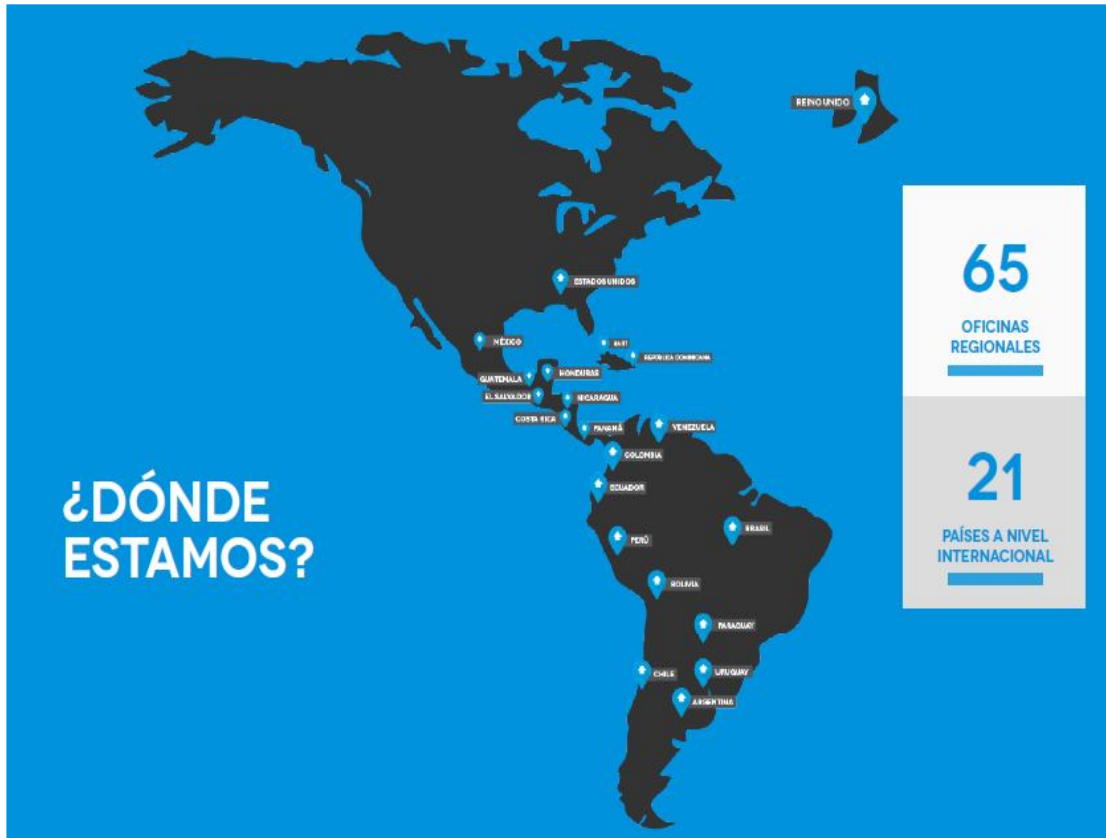 REINO UNIDO
65
OFICINAS
REGIONALES
ESTADOS UNIDOS
MÉXICO
HAITÍ
REPÚBLICA DOMINICANA
GUATEMALA
HONDURAS
EL SALVADOR
NICARAGUA
COSTA RICA
PANAMÁ
VENEZUELA
COLOMBIA
ECUADOR
¿DÓNDE
ESTAMOS?
21
PAÍSES A NIVEL
INTERNACIONAL
BRASIL
PERÚ
BOLIVIA
PARAGUAY
CHILE
URUGUAY
ARGENTINA